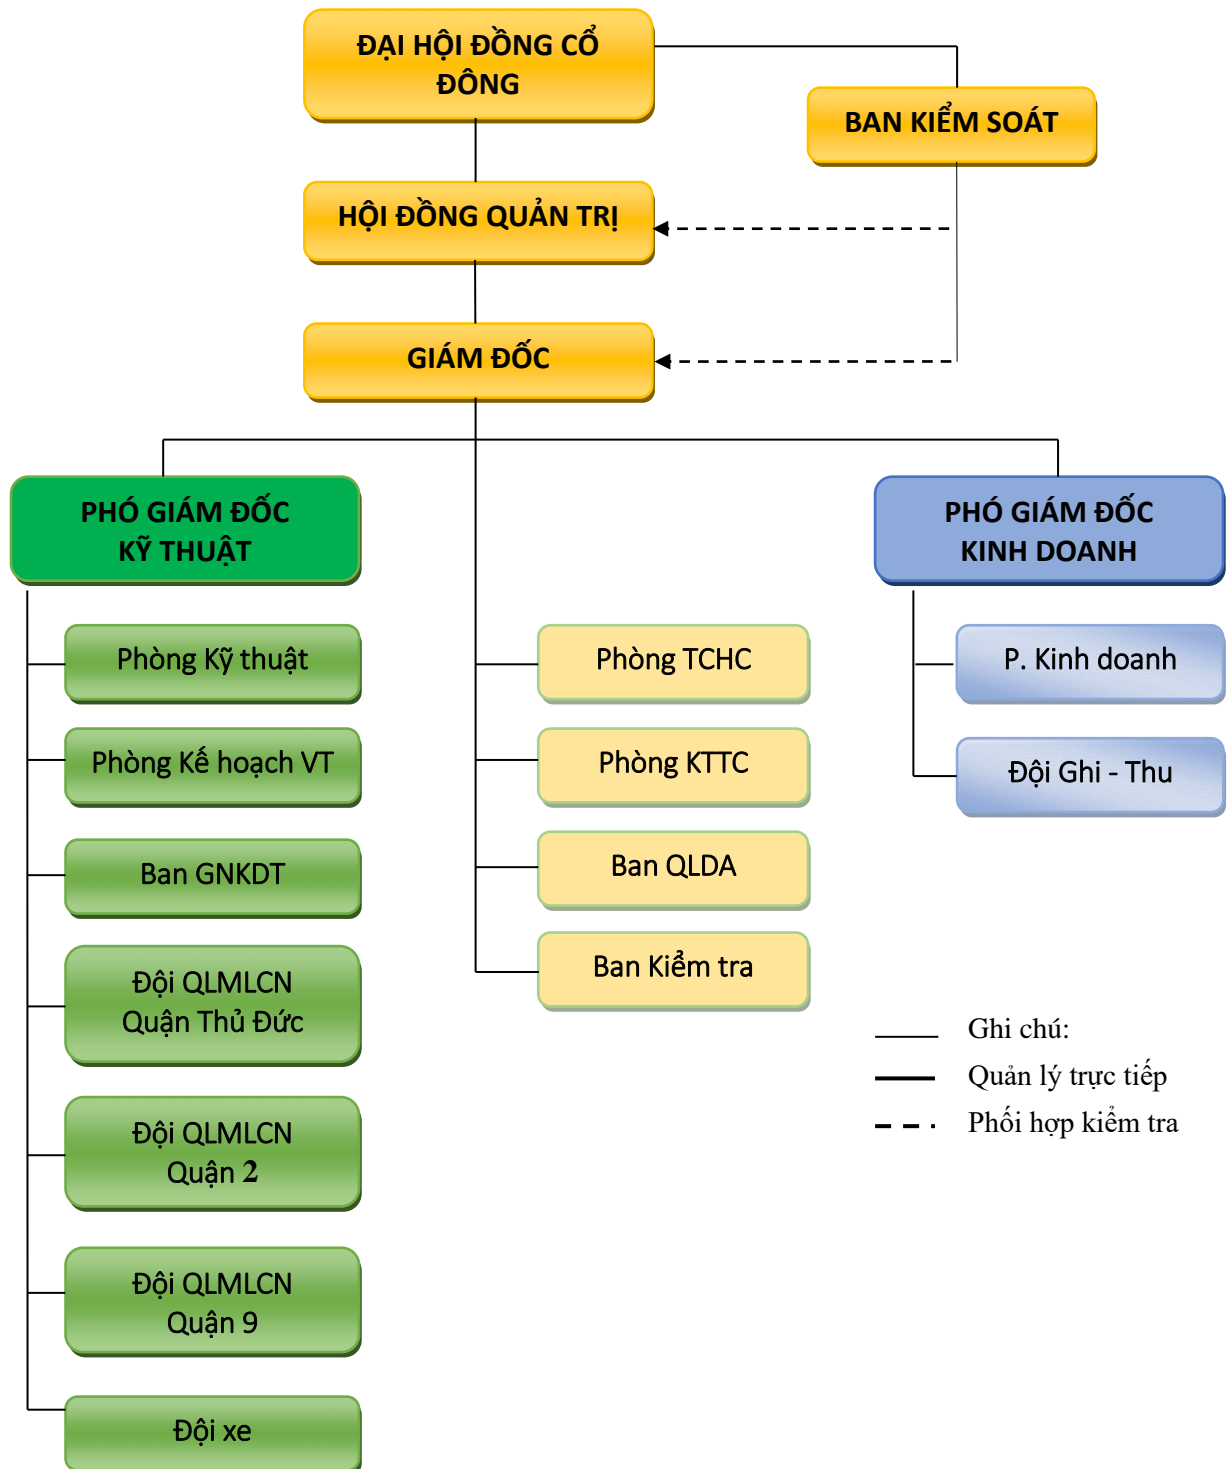 ĐẠI HỘI ĐỒNG CỔ
ĐÔNG
BAN KIỂM SOÁT
HỘI ĐỒNG QUẢN TRỊ
GIÁM ĐỐC
PHÓ GIÁM ĐỐC
KỸ THUẬT
PHÓ GIÁM ĐỐC
KINH DOANH
Phòng Kỹ thuật
Phòng Kế hoạch VT
Ban GNKDT
Đội QLMLCN
Quận Thủ Đức
Đội QLMLCN
Quận 2
Đội QLMLCN
Quận 9
Đội xe
Phòng TCHC
Phòng KTTC
Ban QLDA
Ban Kiểm tra
P. Kinh doanh
Đội Ghi - Thu
Ghi chú:
Quản lý trực tiếp
Phối hợp kiểm tra